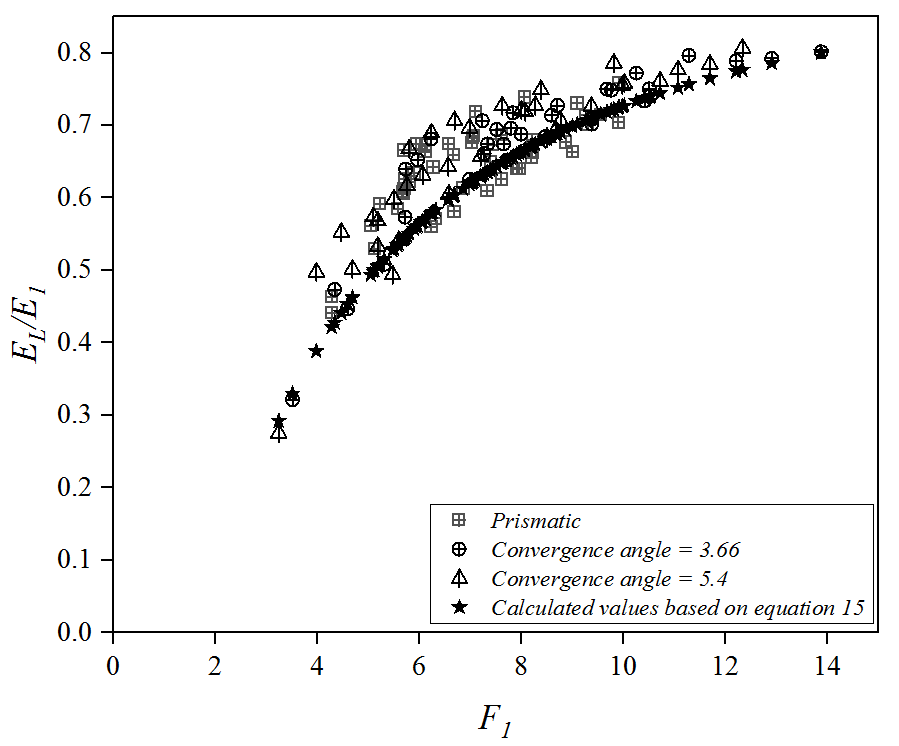 0.8
0.7
0.6
0.5
0.4
0.3
0.2
0.1
0.0
E_L/E_1
Prismatic
Convergence angle = 3.66
Convergence angle = 5.4
Calculated values based on equation 15
0 2 4 6 8 10 12 14
F_1